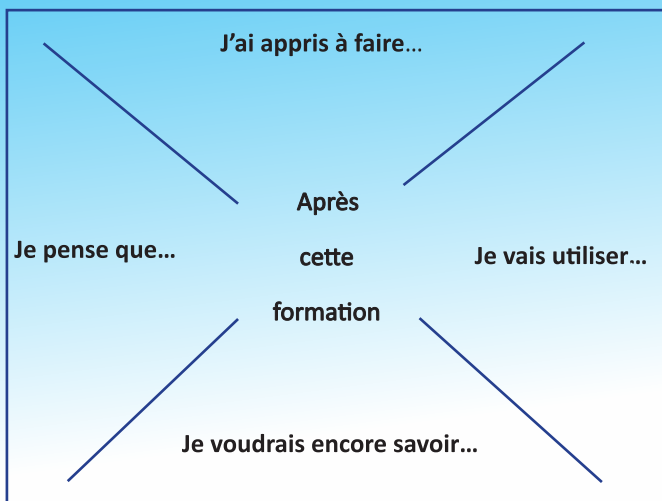 J'ai appris à faire...
Après
Je pense que...
cette
Je vais utiliser...
formation
Je voudrais encore savoir...